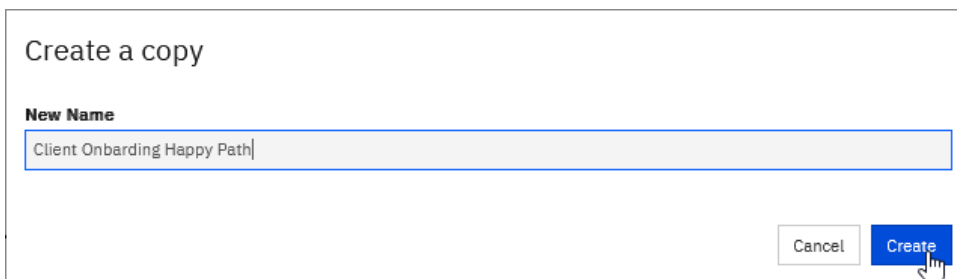 Create a copy
New Name
Client Onbarding Happy Path
Cancel Create